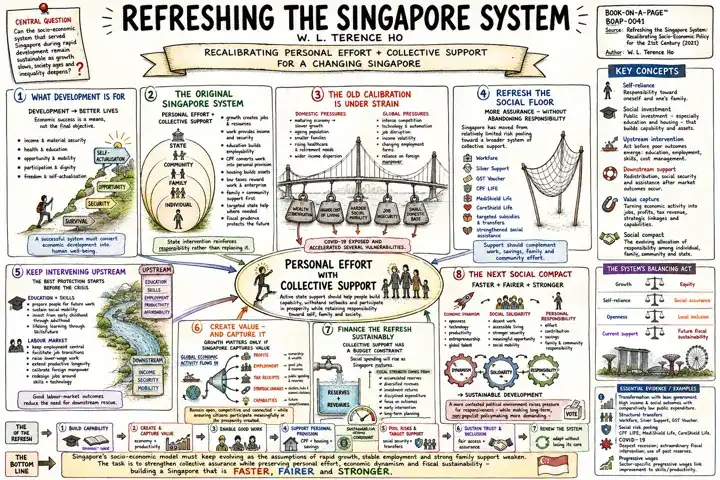 REFRESHING THE SINGAPORE SYSTEM
W. L. TERENCE HO
RECALIBRATING PERSONAL EFFORT + COLLECTIVE SUPPORT
FOR A CHANGING SINGAPORE
CENTRAL QUESTION
Can the socio-economic
system that served
Singapore during rapid
development remain
sustainable as growth
slows, society ages and
inequality deepens?
BOOK-ON-A-PAGE™
BOAP-0041
Source: Refreshing the Singapore System:
Recalibrating Socio-Economic Policy
for the 21st Century (2021)
Author: W. L. Terence Ho
1 WHAT DEVELOPMENT IS FOR
DEVELOPMENT → BETTER LIVES
Economic success is a means,
not the final objective.
• income & material security
• health & education
• opportunity & mobility
• participation & dignity
• freedom & self-actualisation
SELF-
ACTUALISATION
OPPORTUNITY
SECURITY
SURVIVAL
A successful system must convert
economic development into
human well-being.
2 THE ORIGINAL
SINGAPORE SYSTEM
PERSONAL EFFORT +
COLLECTIVE SUPPORT
STATE
COMMUNITY
FAMILY
INDIVIDUAL
• growth creates jobs
& resources
• work provides income
and security
• education builds
employability
• CPF converts work
into personal provision
• housing builds assets
• low taxes reward
work & enterprise
• family + community
support first
• targeted state help
where needed
• fiscal prudence
protects the future
State intervention reinforces
responsibility rather than replacing it.
3 THE OLD CALIBRATION
IS UNDER STRAIN
DOMESTIC PRESSURES
• maturing economy
• slower growth
• ageing population
• smaller families
• rising healthcare
& retirement needs
• wider income dispersion
GLOBAL PRESSURES
• intense competition
• technology & automation
• job disruption
• income volatility
• changing employment
forms
• reliance on foreign
manpower
WEALTH
STRATIFICATION
HIGHER COST
OF LIVING
HARDER
SOCIAL
MOBILITY
JOB
INSECURITY
SMALL
DOMESTIC
BASE
COVID-19 EXPOSED AND
ACCELERATED SEVERAL VULNERABILITIES.
4 REFRESH THE
SOCIAL FLOOR
MORE ASSURANCE – WITHOUT
ABANDONING RESPONSIBILITY
Singapore has moved from
relatively limited risk pooling
toward a broader system
of collective support.
Workfare
Silver Support
GST Voucher
CPF LIFE
MediShield Life
CareShield Life
targeted subsidies
& transfers
strengthened social
assistance
Support should complement
work, savings, family and
community effort.
KEY CONCEPTS
Self-reliance
Responsibility toward
oneself and one's family.
Social investment
Public investment – especially
education and housing – that
builds capability and assets.
Upstream intervention
Act before poor outcomes
emerge: education, employment,
skills, cost management.
Downstream support
Redistribution, social security
and assistance after market
outcomes occur.
Value capture
Turning economic activity into
jobs, profits, tax revenue,
strategic linkages and capabilities.
Social compact
The evolving allocation of
responsibility among individual,
family, community and state.
5 KEEP INTERVENING UPSTREAM
THE BEST PROTECTION STARTS
BEFORE THE CRISIS
EDUCATION + SKILLS
• prepare people for future work
• sustain social mobility
• invest from early childhood
through adulthood
• lifelong learning through
SkillsFuture
LABOUR MARKET
• keep employment central
• facilitate job transitions
• raise lower-wage work
• extend productive longevity
• calibrate foreign manpower
• redesign jobs around
skills + technology
UPSTREAM
EDUCATION
SKILLS
EMPLOYMENT
PRODUCTIVITY
AFFORDABILITY
DOWNSTREAM
INCOME
SECURITY
MOBILITY
Good labour-market outcomes
reduce the need for downstream rescue.
PERSONAL EFFORT
WITH
COLLECTIVE SUPPORT
Active state support should help people build
capability, withstand setbacks and participate
in prosperity while retaining responsibility
toward self, family and society.
6 CREATE VALUE –
AND CAPTURE IT
GROWTH MATTERS ONLY IF
SINGAPORE CAPTURES VALUE
GLOBAL ECONOMIC
ACTIVITY FLOWS IN
PROFITS
EMPLOYMENT
TAX RECEIPTS
STRATEGIC LINKAGES
CAPABILITIES
Remain open, competitive and connected – while
ensuring citizens participate meaningfully in
the prosperity created.
7 FINANCE THE REFRESH
SUSTAINABLY
COLLECTIVE SUPPORT HAS
A BUDGET CONSTRAINT
Social spending will rise as
Singapore matures.
FISCAL STRENGTH COMES FROM
• accumulated reserves
• diversified revenues
• investment returns
• disciplined expenditure
• focus on outcomes
• early intervention
• long-term planning
RESERVES
+
REVENUES
8 THE NEXT SOCIAL COMPACT
FASTER + FAIRER + STRONGER
ECONOMIC DYNAMISM
• openness
• technology
• productivity
• entrepreneurship
• global talent
SOCIAL SOLIDARITY
• decent work
• accessible living
• stronger security
• meaningful opportunity
• social mobility
PERSONAL
RESPONSIBILITY
• effort
• contribution
• savings
• family & community
responsibility
DYNAMISM
SOLIDARITY
RESPONSIBILITY
→ SUSTAINABLE DEVELOPMENT
A more contested political environment raises pressure
for responsiveness – while making long-term,
non-populist policymaking more demanding.
VOTE
THE SYSTEM'S BALANCING ACT
Growth
Equity
Self-reliance
Social assurance
Openness
Local inclusion
Current support
Future fiscal
sustainability
ESSENTIAL EVIDENCE / EXAMPLES
Transformation with lean government
High income & social outcomes with
comparatively low public expenditure.
Structural transfers
Workfare, Silver Support, GST Voucher.
Social risk pooling
CPF LIFE, MediShield Life, CareShield Life.
COVID-19
Deepest recession; extraordinary fiscal
intervention; use of past reserves.
Progressive wages
Sector-specific progressive wages link
improvement to skills/productivity.
THE
OF THE REFRESH
1 BUILD CAPABILITY
2 CREATE &
CAPTURE VALUE
economy +
productivity
3 ENABLE GOOD WORK
4 SUPPORT PERSONAL
PROVISION
CPF + housing +
savings
5 POOL RISKS &
TARGET SUPPORT
social insurance +
transfers
6 SUSTAIN TRUST
& INCLUSION
fair access +
7 RENEW THE SYSTEM
adapt without
losing its core
THE
BOTTOM LINE
Singapore's socio-economic model must keep evolving as the assumptions of rapid growth, stable employment and strong family support weaken.
The task is to strengthen collective assurance while preserving personal effort, economic dynamism and fiscal sustainability –
building a Singapore that is FASTER, FAIRER and STRONGER.